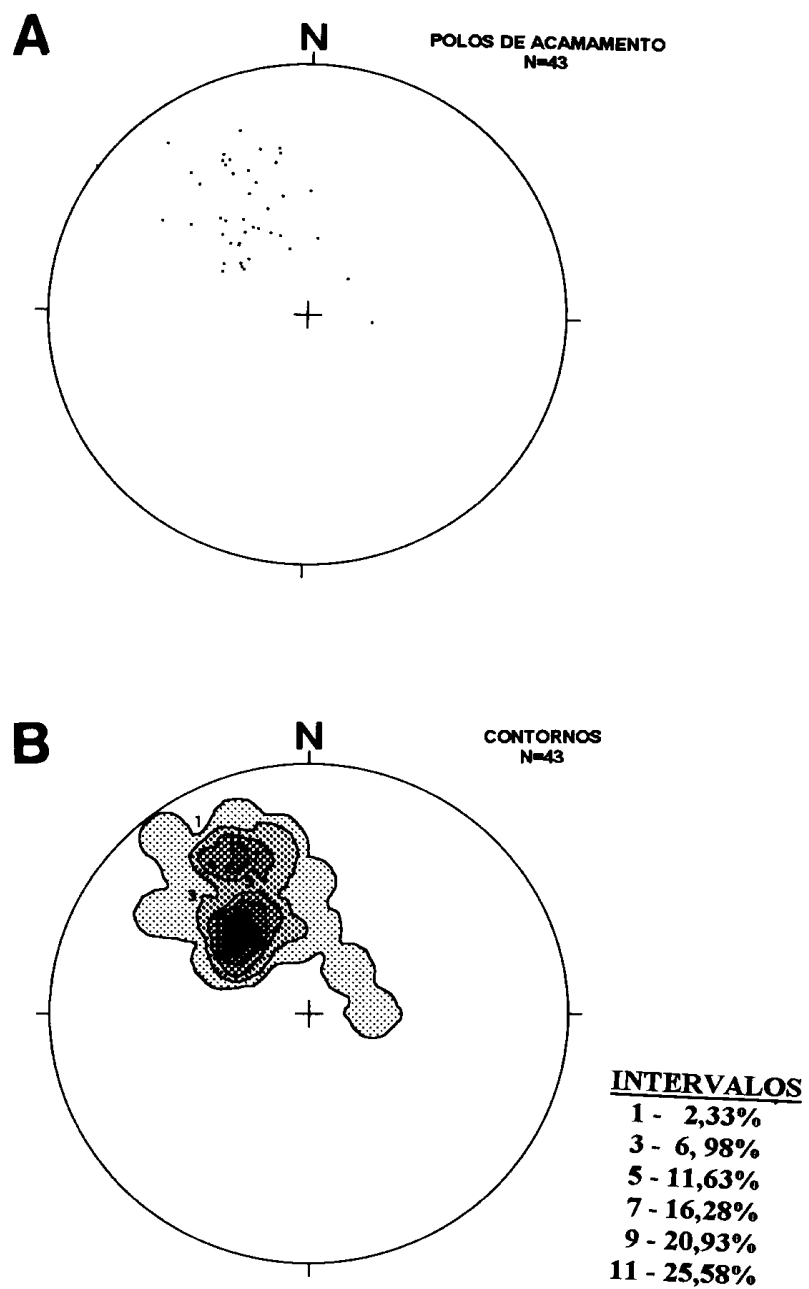 A
N
POLOS DE ACAMAMENTO
N=43
B
N
CONTORNOS
N=43
1
3
INTERVALOS
1 - 2,33%
3 - 6, 98%
5 - 11,63%
7 - 16,28%
9 - 20,93%
11 - 25,58%